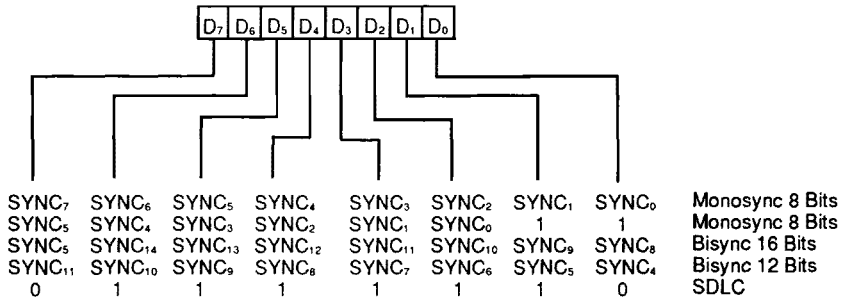 D₇ D₆ D₅ D₄ D₃ D₂ D₁ D₀
SYNC₇ SYNC₆ SYNC₅ SYNC₄ SYNC₃ SYNC₂ SYNC₁ SYNC₀ Monosync 8 Bits
SYNC₅ SYNC₄ SYNC₃ SYNC₂ SYNC₁ SYNC₀ 1 1 Monosync 8 Bits
SYNC₅ SYNC₁₄ SYNC₁₃ SYNC₁₂ SYNC₁₁ SYNC₁₀ SYNC₉ SYNC₈ Bisync 16 Bits
SYNC₁₁ SYNC₁₀ SYNC₉ SYNC₈ SYNC₇ SYNC₆ SYNC₅ SYNC₄ Bisync 12 Bits
0 1 1 1 1 1 1 0 SDLC